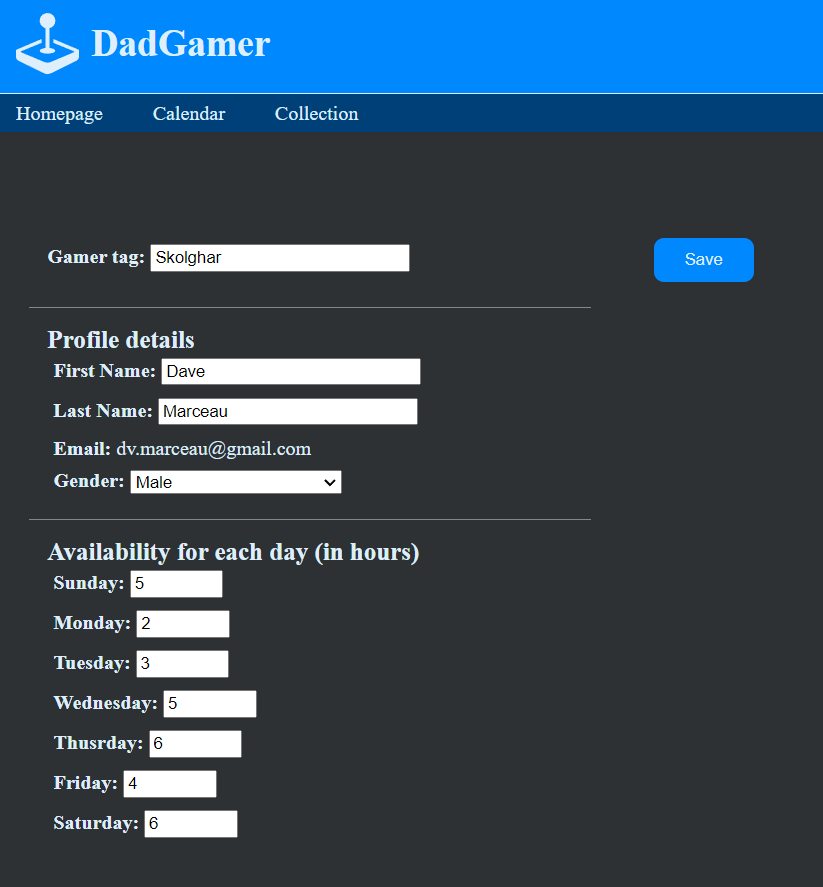 DadGamer
Homepage Calendar Collection
Gamer tag: Skolghar Save
Profile details
First Name: Dave
Last Name: Marceau
Email: dv.marceau@gmail.com
Gender: Male
Availability for each day (in hours)
Sunday: 5
Monday: 2
Tuesday: 3
Wednesday: 5
Thusrday: 6
Friday: 4
Saturday: 6